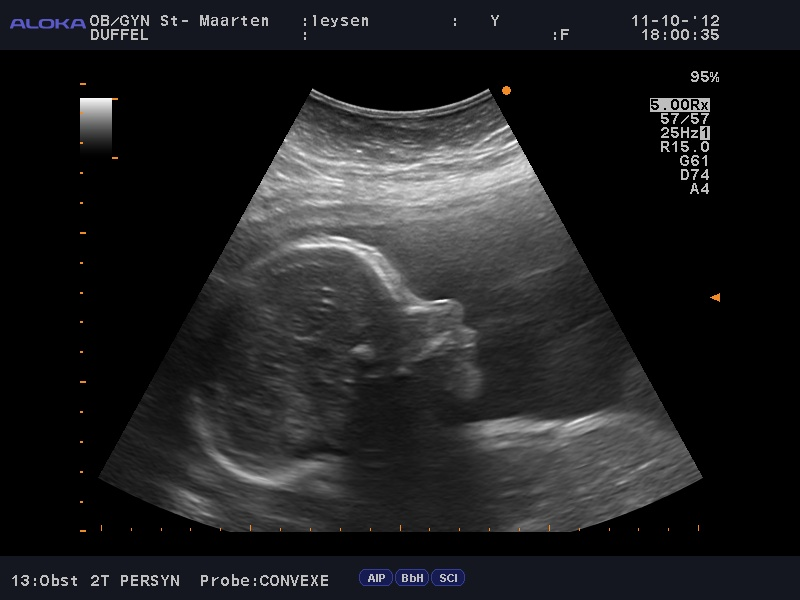 ALOKA OB/GYN St- Maarten :leysen : Y 11-10-'12
DUFFEL : :F 18:00:35
95%
5.00Rx
57/57
25Hz1
R15.0
G61
D74
A4
13:Obst 2T PERSYN Probe:CONVEXE AIP BbH SCI